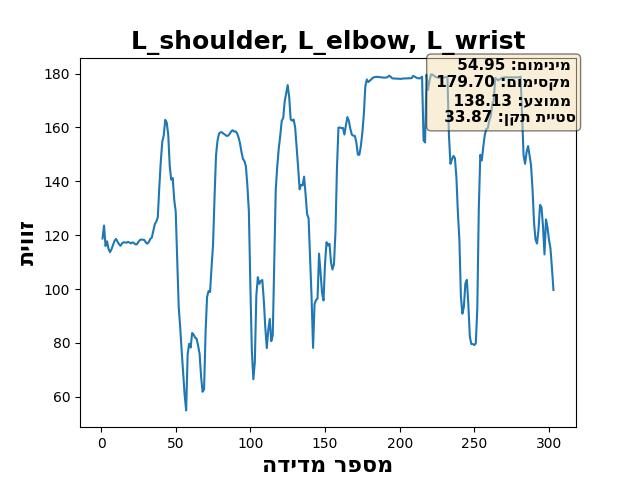 L_shoulder, L_elbow, L_wrist
מינימום: 54.95
מקסימום: 179.70
ממוצע: 138.13
סטיית תקן: 33.87
180
160
140
120
100
80
60
זווית
0 50 100 150 200 250 300
מספר מדידה